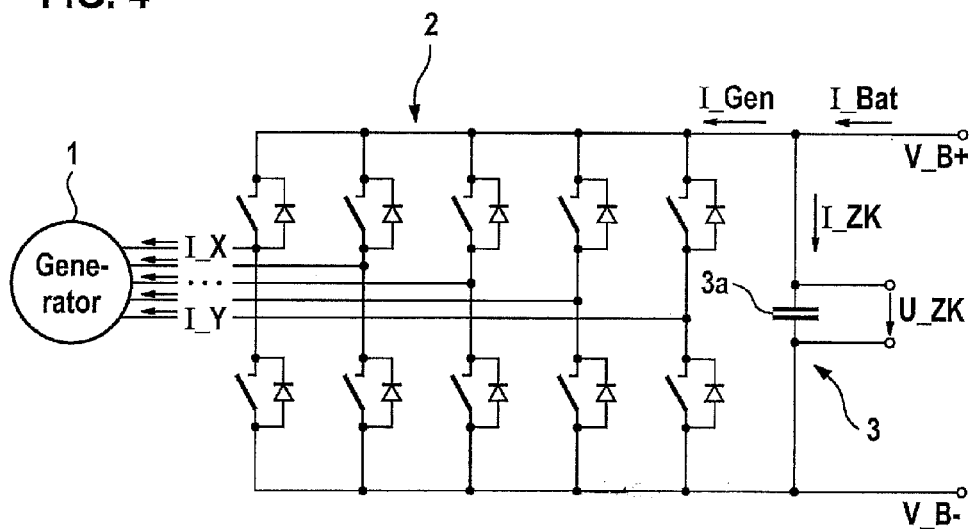 FIG. 4
2
I_Gen
I_Bat
V_B+
1
I_X
Gene-
rator
...
I_Y
I_ZK
3a
U_ZK
3
V_B-